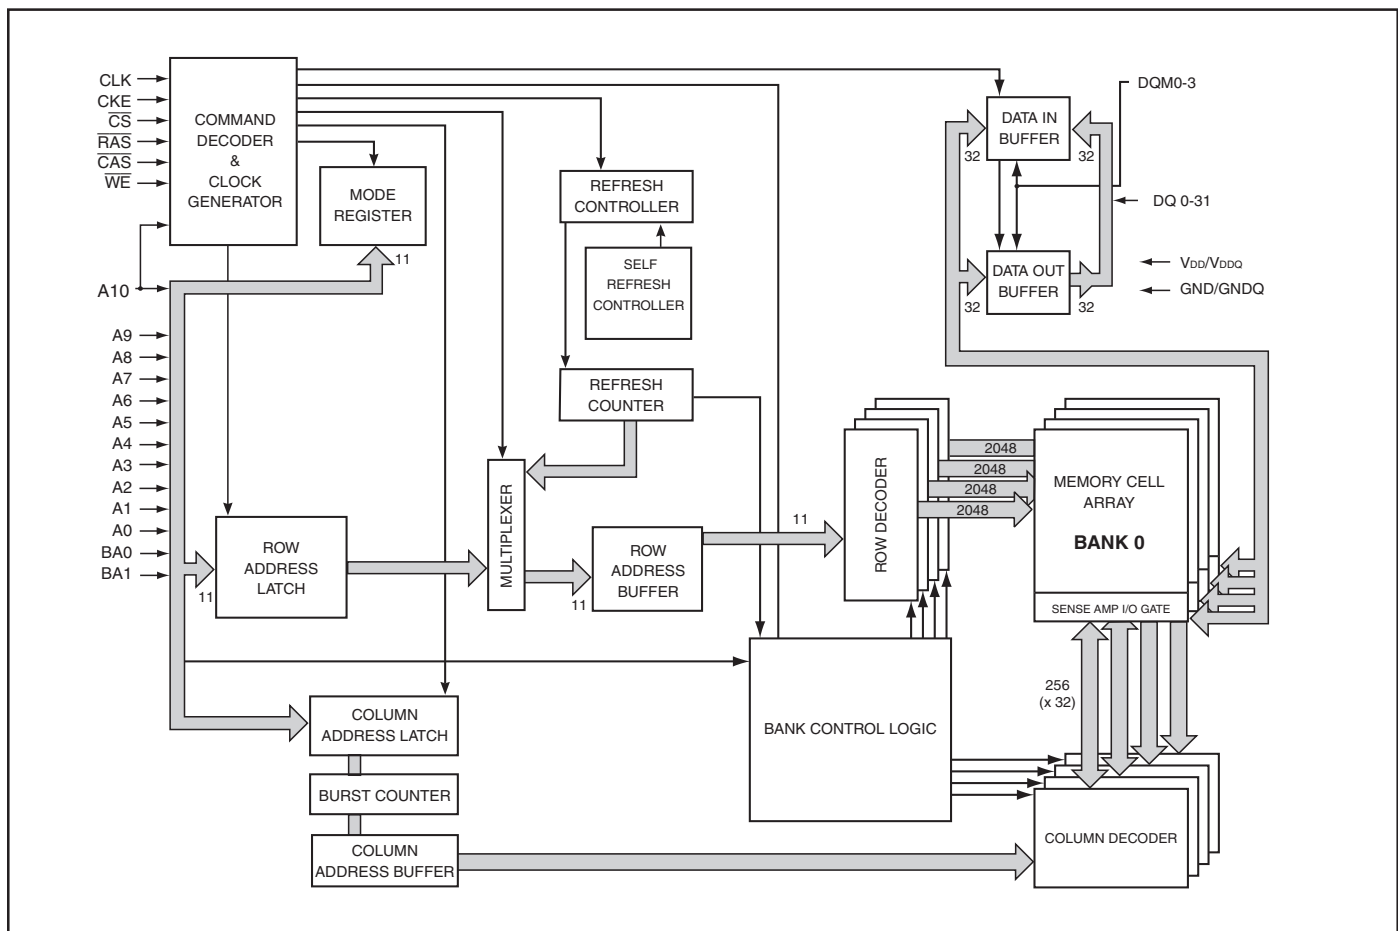 CLK
CKE
CS
RAS
CAS
WE
A10
A9
A8
A7
A6
A5
A4
A3
A2
A1
A0
BA0
BA1
COMMAND
DECODER
&
CLOCK
GENERATOR
MODE
REGISTER
11
REFRESH
CONTROLLER
SELF
REFRESH
CONTROLLER
REFRESH
COUNTER
DATA IN
BUFFER
32
32
DQM0-3
DQ 0-31
DATA OUT
BUFFER
32
32
VDD/VDDQ
GND/GNDQ
11
ROW
ADDRESS
LATCH
MULTIPLEXER
11
ROW
ADDRESS
BUFFER
11
ROW DECODER
2048
2048
2048
2048
MEMORY CELL
ARRAY
BANK 0
SENSE AMP I/O GATE
COLUMN
ADDRESS LATCH
BURST COUNTER
COLUMN
ADDRESS BUFFER
BANK CONTROL LOGIC
256
(x 32)
COLUMN DECODER